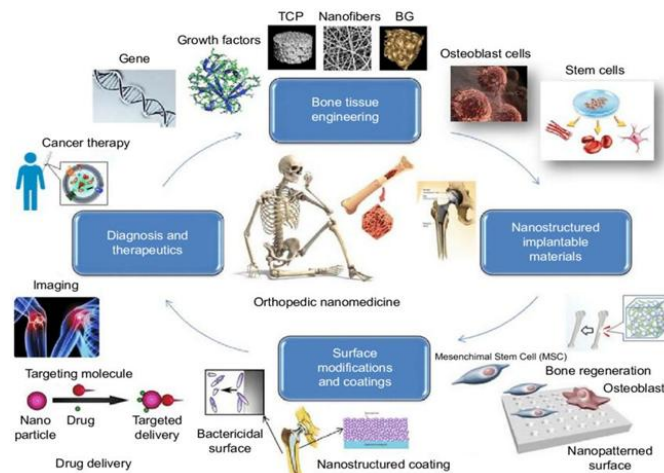 TCP Nanofibers BG
Growth factors
Gene
Osteoblast cells
Stem cells
Bone tissue
engineering
Cancer therapy
Diagnosis and
therapeutics
Nanostructured
implantable
materials
Orthopedic nanomedicine
Imaging
Surface
modifications
and coatings
Mesenchimal Stem Cell (MSC)
Bone regeneration
Osteoblast
Targeting molecule
Nano
particle
Drug
Targeted
delivery
Bactericidal
surface
Nanopatterned
surface
Drug delivery
Nanostructured coating